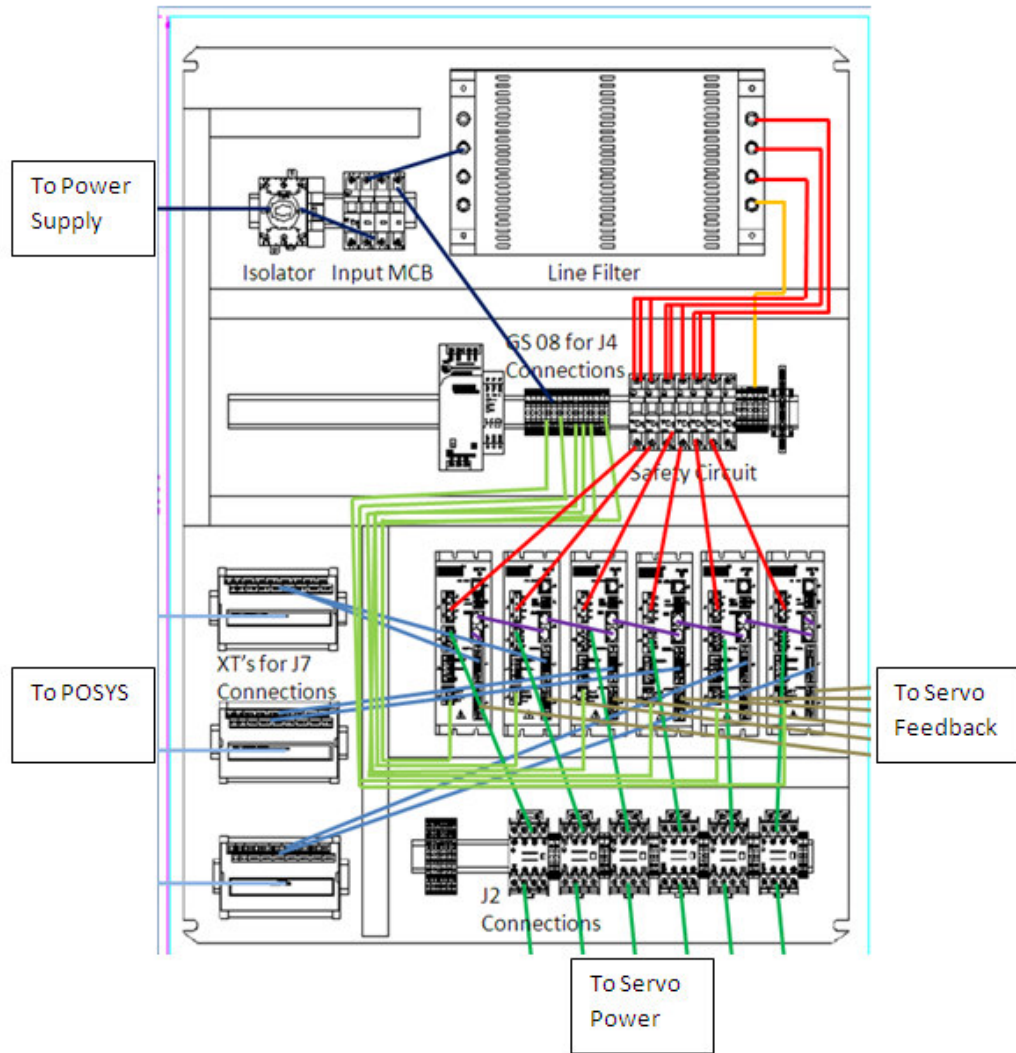 To Power
Supply
Isolator
Input MCB
Line Filter
GS 08 for J4
Connections
Safety Circuit
XT's for J7
Connections
To POSYS
To Servo
Feedback
J2
Connections
To Servo
Power